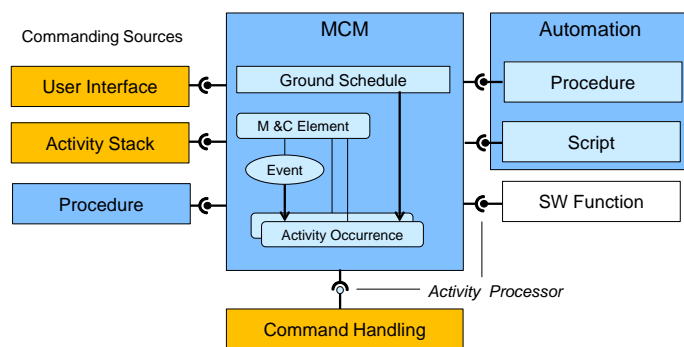 Commanding Sources
MCM
Automation
User Interface
Ground Schedule
Procedure
Activity Stack
M &C Element
Script
Event
Procedure
SW Function
Activity Occurrence
Activity Processor
Command Handling